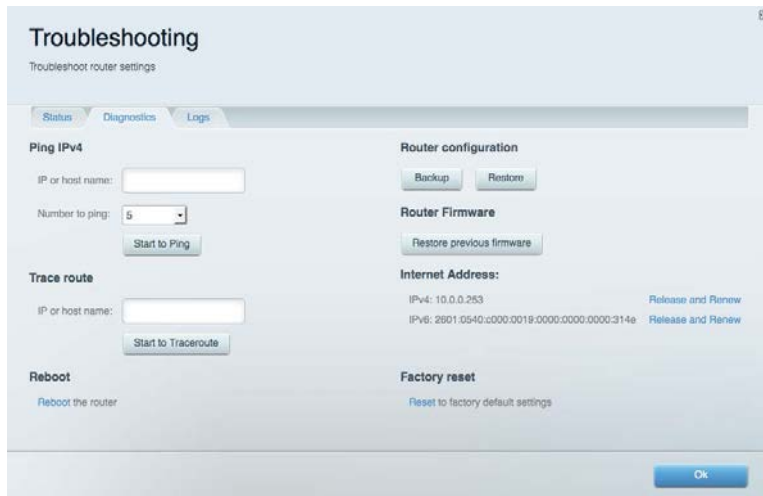 Troubleshooting
Troubleshoot router settings
Status
Diagnostics
Logs
Ping IPv4
IP or host name:
Number to ping: 5
Start to Ping
Trace route
IP or host name:
Start to Traceroute
Reboot
Reboot the router
Router configuration
Backup
Restore
Router Firmware
Restore previous firmware
Internet Address:
IPv4: 10.0.0.253 Release and Renew
IPv6: 2601:0540:c000:0019:0000:0000:0000:314e Release and Renew
Factory reset
Reset to factory default settings
Ok